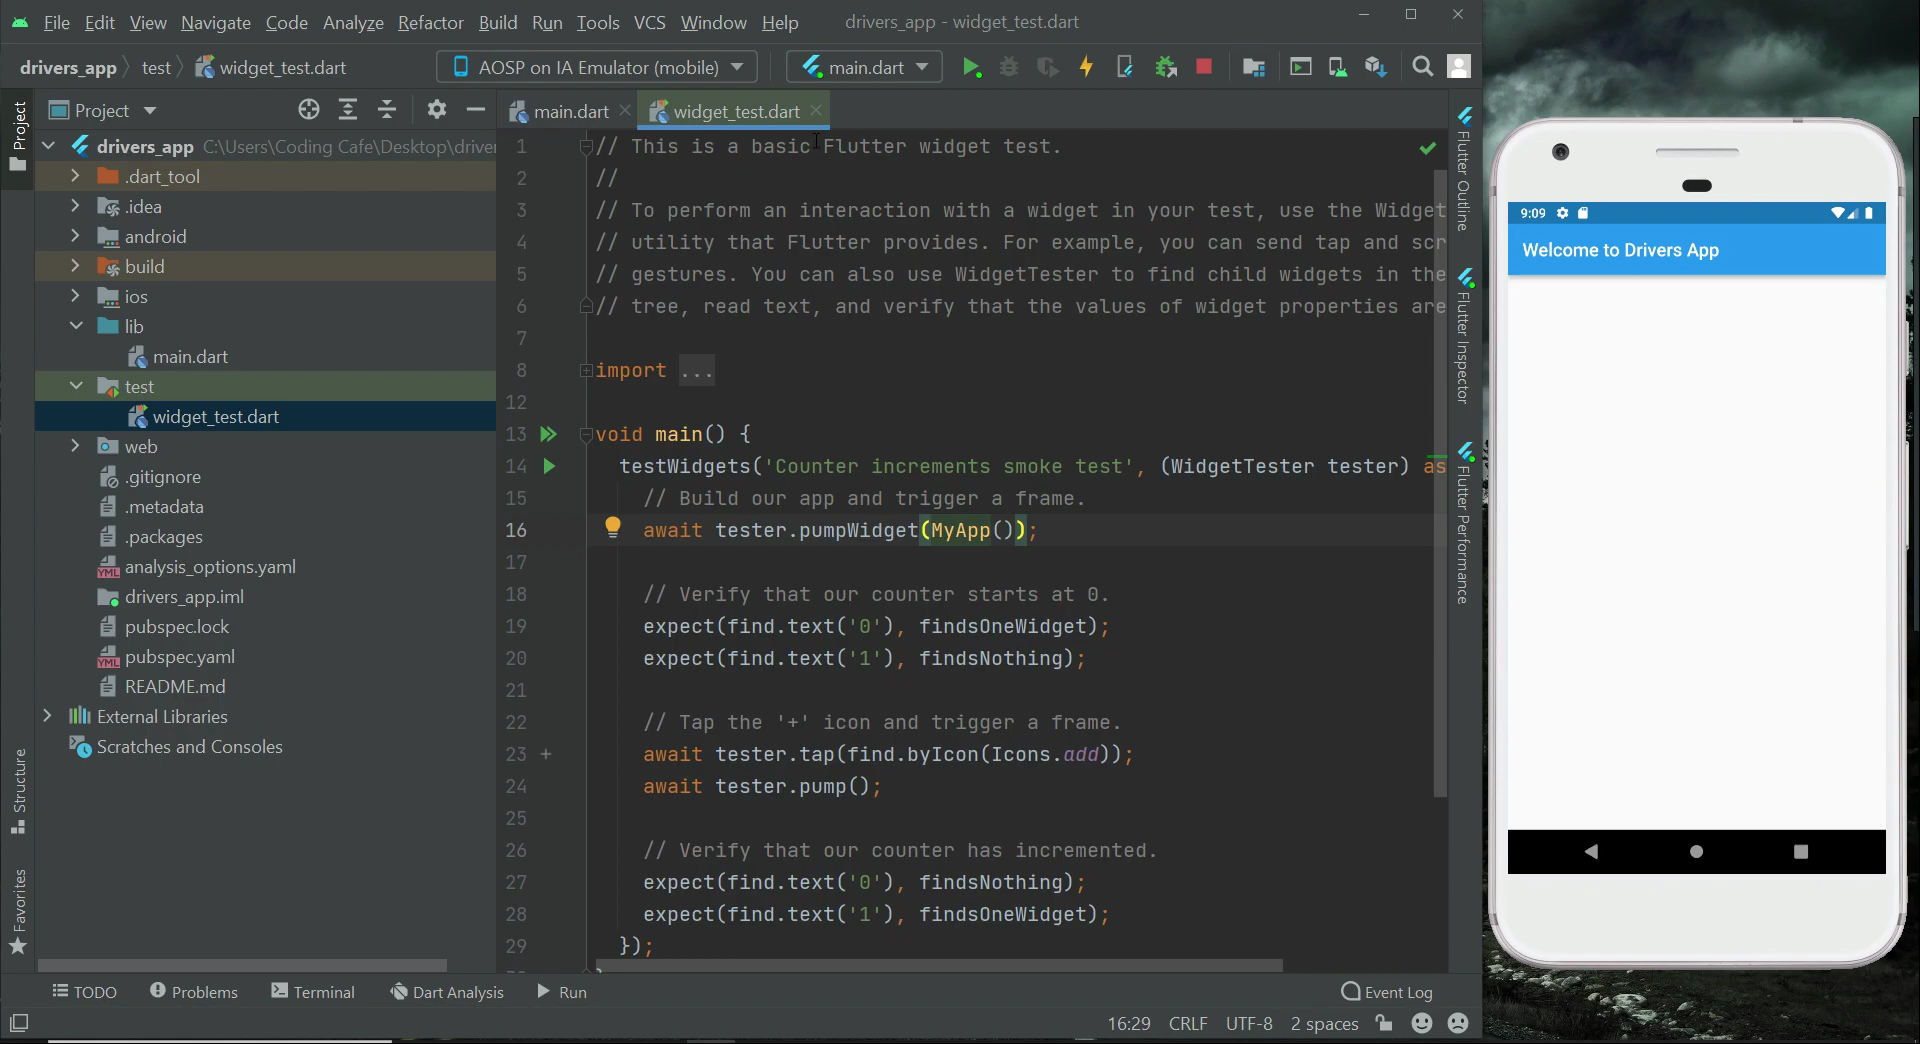 File Edit View Navigate Code Analyze Refactor Build Run Tools VCS Window Help drivers_app - widget_test.dart
drivers_app test widget_test.dart AOSP on IA Emulator (mobile) main.dart
Project
Project
main.dart
widget_test.dart
drivers_app C:\Users\Coding Cafe\Desktop\driver
.dart_tool
.idea
android
build
ios
lib
main.dart
test
widget_test.dart
web
.gitignore
.metadata
.packages
analysis_options.yaml
drivers_app.iml
pubspec.lock
pubspec.yaml
README.md
External Libraries
Scratches and Consoles
Structure
Favorites
1 // This is a basic Flutter widget test.
2 //
3 // To perform an interaction with a widget in your test, use the Widget
4 // utility that Flutter provides. For example, you can send tap and scr
5 // gestures. You can also use WidgetTester to find child widgets in the
6 // tree, read text, and verify that the values of widget properties are
7
8 import ...
12
13 void main() {
14 testWidgets('Counter increments smoke test', (WidgetTester tester) as
15 // Build our app and trigger a frame.
16 await tester.pumpWidget(MyApp());
17
18 // Verify that our counter starts at 0.
19 expect(find.text('0'), findsOneWidget);
20 expect(find.text('1'), findsNothing);
21
22 // Tap the '+' icon and trigger a frame.
23 + await tester.tap(find.byIcon(Icons.add));
24 await tester.pump();
25
26 // Verify that our counter has incremented.
27 expect(find.text('0'), findsNothing);
28 expect(find.text('1'), findsOneWidget);
29 });
Flutter Outline
Flutter Inspector
Flutter Performance
TODO Problems Terminal Dart Analysis Run Event Log
16:29 CRLF UTF-8 2 spaces
9:09
Welcome to Drivers App